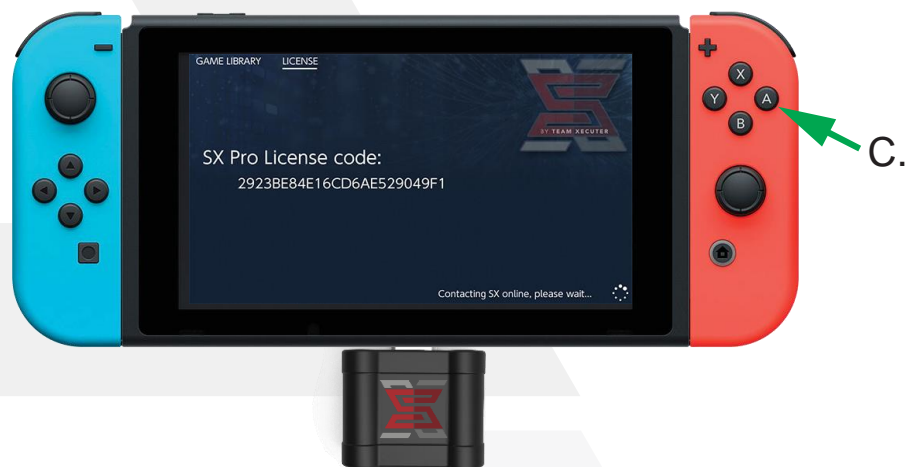 GAME LIBRARY LICENSE
BY TEAM XECUTER
X
Y A
B
C.
SX Pro License code:
2923BE84E16CD6AE529049F1
Contacting SX online, please wait...